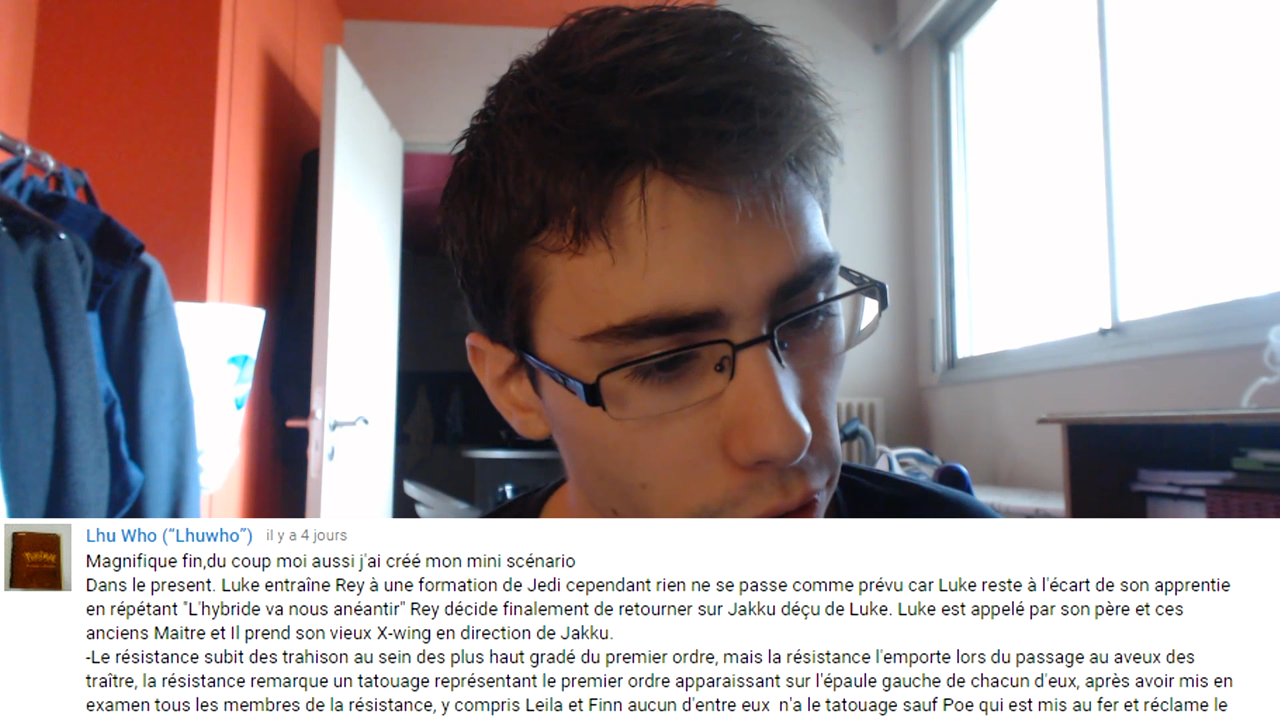 Lhu Who (“Lhuwho”) il y a 4 jours
Magnifique fin,du coup moi aussi j'ai créé mon mini scénario
Dans le present. Luke entraîne Rey à une formation de Jedi cependant rien ne se passe comme prévu car Luke reste à l'écart de son apprentie
en répétant "L'hybride va nous anéantir" Rey décide finalement de retourner sur Jakku déçu de Luke. Luke est appelé par son père et ces
anciens Maitre et Il prend son vieux X-wing en direction de Jakku.
-Le résistance subit des trahison au sein des plus haut gradé du premier ordre, mais la résistance l'emporte lors du passage au aveux des
traître, la résistance remarque un tatouage représentant le premier ordre apparaissant sur l'épaule gauche de chacun d'eux, après avoir mis en
examen tous les membres de la résistance, y compris Leila et Finn aucun d'entre eux  n'a le tatouage sauf Poe qui est mis au fer et réclame le